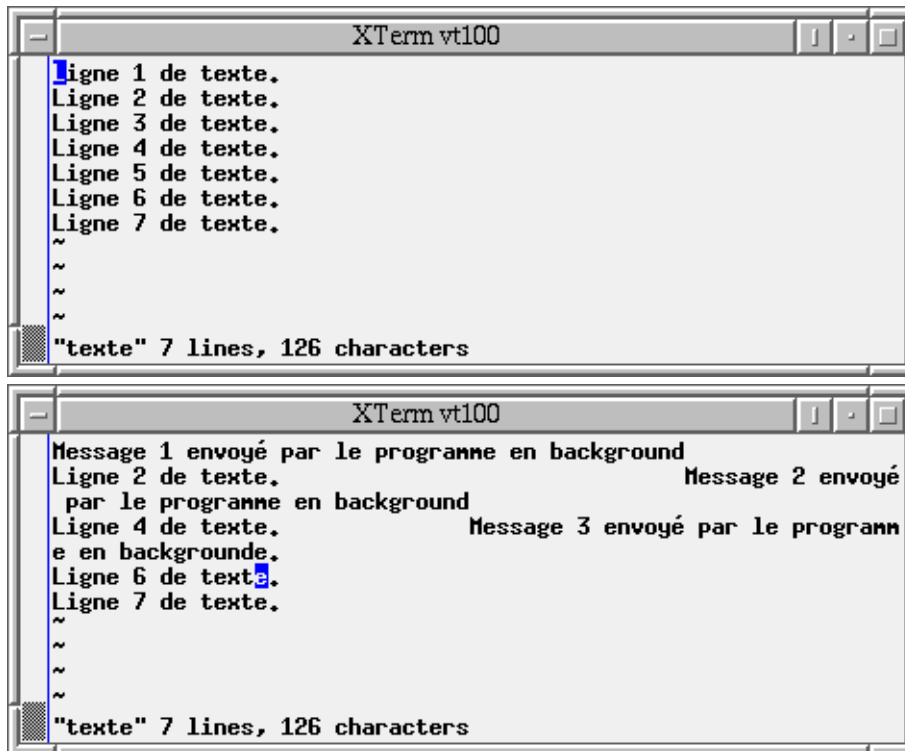 XTerm vt100
Ligne 1 de texte.
Ligne 2 de texte.
Ligne 3 de texte.
Ligne 4 de texte.
Ligne 5 de texte.
Ligne 6 de texte.
Ligne 7 de texte.
~
~
~
~
"texte" 7 lines, 126 characters
XTerm vt100
Message 1 envoyé par le programme en background
Ligne 2 de texte. Message 2 envoyé
par le programme en background
Ligne 4 de texte. Message 3 envoyé par le programm
e en backgrounde.
Ligne 6 de texte.
Ligne 7 de texte.
~
~
~
~
"texte" 7 lines, 126 characters